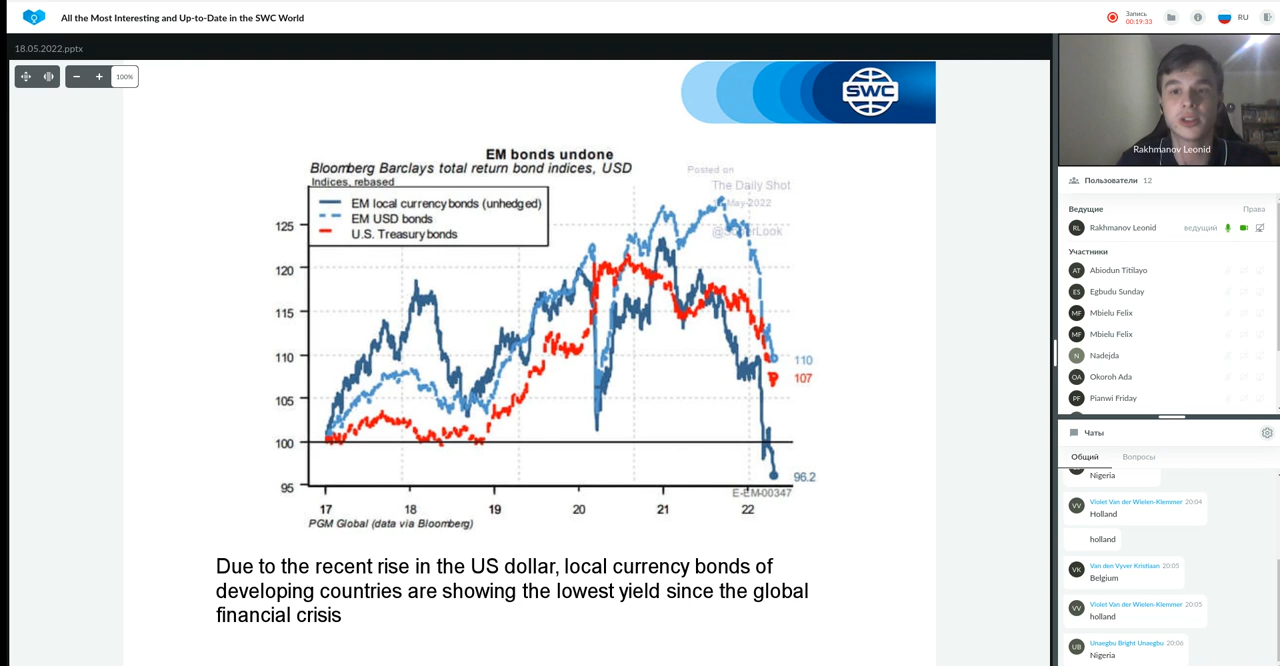 All the Most Interesting and Up-to-Date in the SWC World
Запись
00:19:33
RU
18.05.2022.pptx
100%
SWC
EM bonds undone
Bloomberg Barclays total return bond indices, USD
Indices, rebased
Posted on
The Daily Shot
May-2022
EM local currency bonds (unhedged)
EM USD bonds
U.S. Treasury bonds
125
120
115
110
105
100
95
110
107
96.2
E-EM-00347
17
18
19
20
21
22
PGM Global (data via Bloomberg)
Due to the recent rise in the US dollar, local currency bonds of
developing countries are showing the lowest yield since the global
financial crisis
Rakhmanov Leonid
Пользователи 12
Ведущие
Права
RL Rakhmanov Leonid ведущий
Участники
AT Abiodun Titilayo
ES Egbudu Sunday
MF Mbielu Felix
MF Mbielu Felix
N Nadejda
OA Okoroh Ada
PF Pianwi Friday
Чаты
Общий Вопросы
Nigeria
VV Violet Van der Wielen-Klemmer 20:04
Holland
holland
VK Van den Vyver Kristiaan 20:05
Belgium
VV Violet Van der Wielen-Klemmer 20:05
holland
UB Unaegbu Bright Unaegbu 20:06
Nigeria